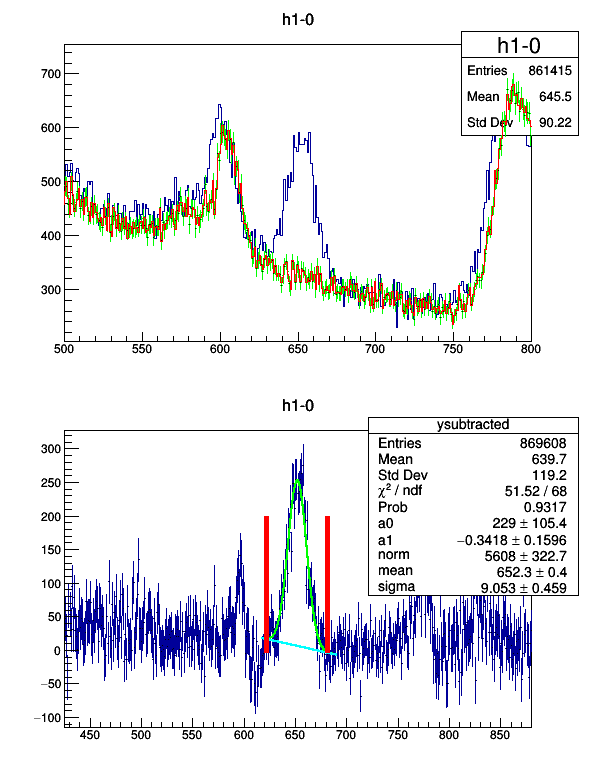 h1-0
h1-0
Entries 861415
Mean 645.5
Std Dev 90.22
700
600
500
400
300
500 550 600 650 700 750 800
h1-0
ysubtracted
Entries 869608
Mean 639.7
Std Dev 119.2
χ² / ndf 51.52 / 68
Prob 0.9317
a0 229 ± 105.4
a1 −0.3418 ± 0.1596
norm 5608 ± 322.7
mean 652.3 ± 0.4
sigma 9.053 ± 0.459
300
250
200
150
100
50
0
−50
−100
450 500 550 600 650 700 750 800 850